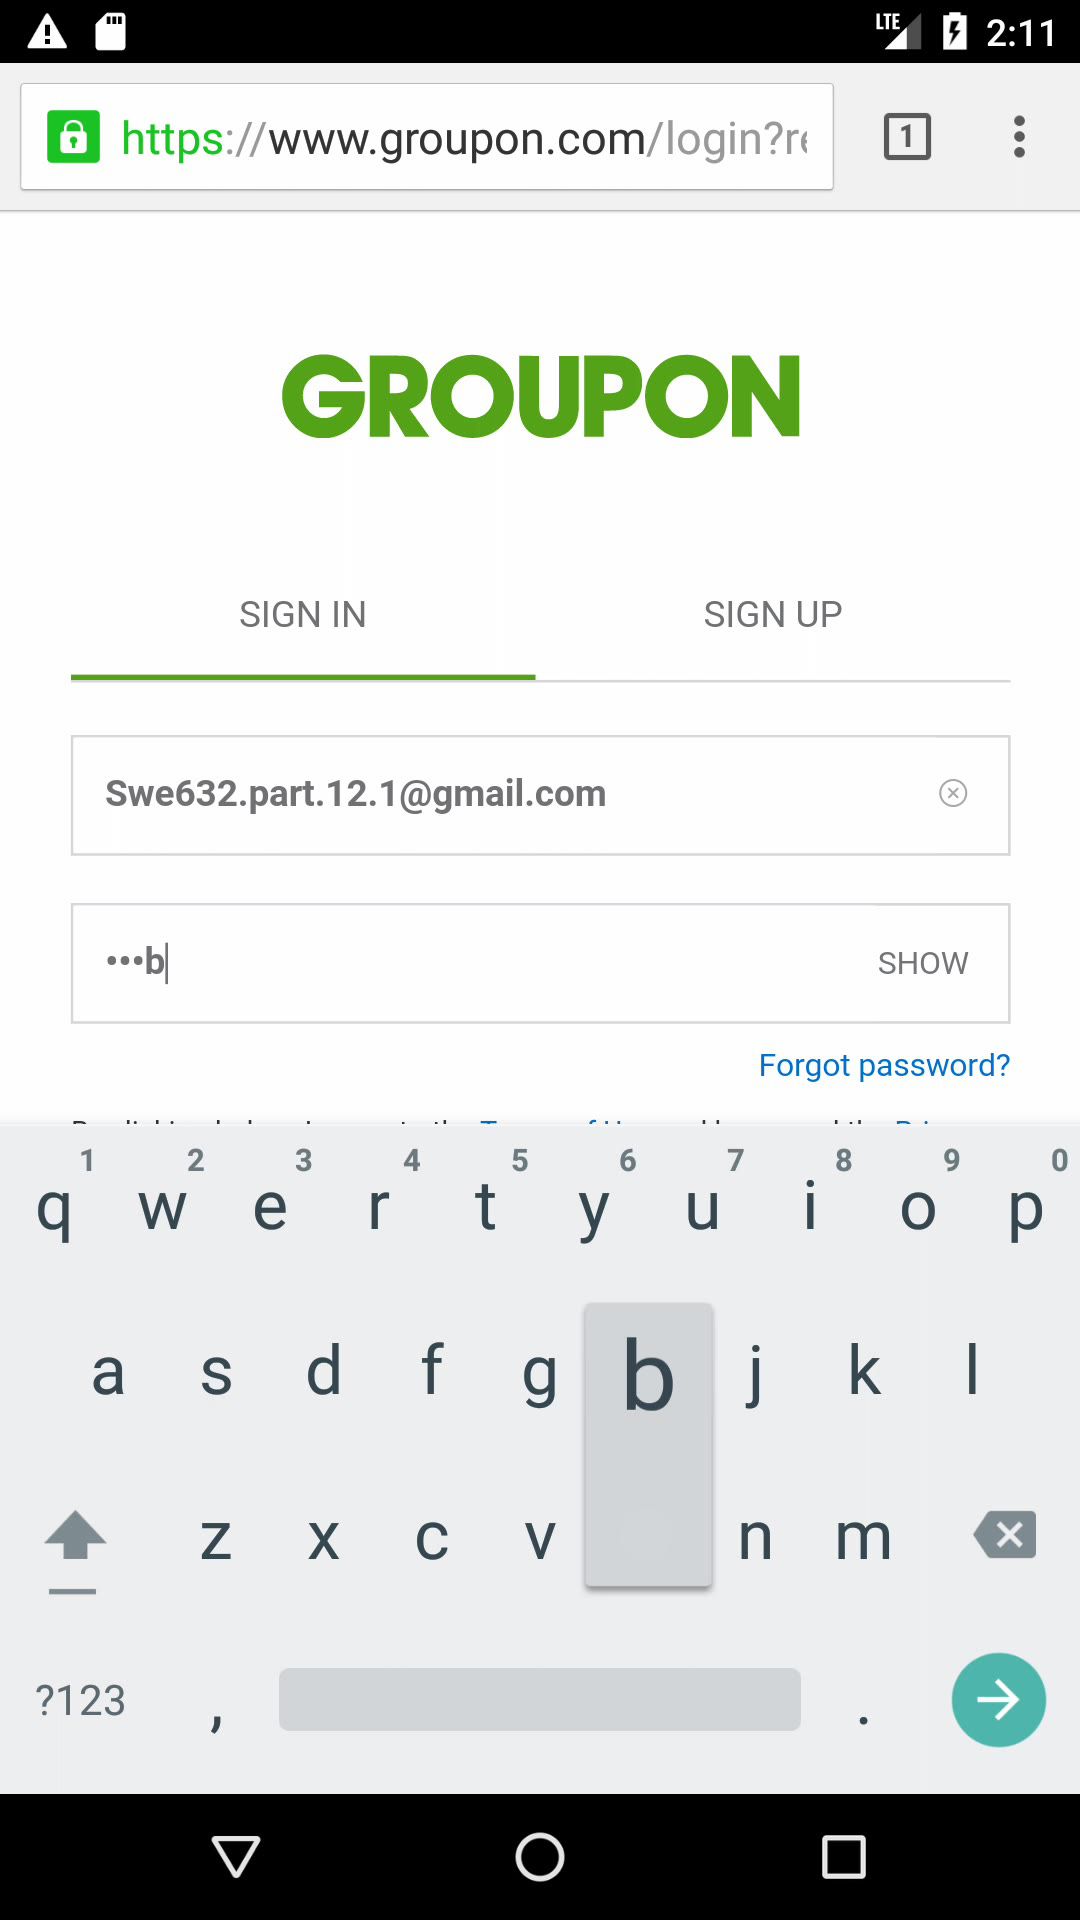 LTE 2:11
https://www.groupon.com/login?re
1
GROUPON
SIGN IN SIGN UP
Swe632.part.12.1@gmail.com
•••b SHOW
Forgot password?
1 2 3 4 5 6 7 8 9 0
q w e r t y u i o p
a s d f g b j k l
z x c v n m
?123 , .